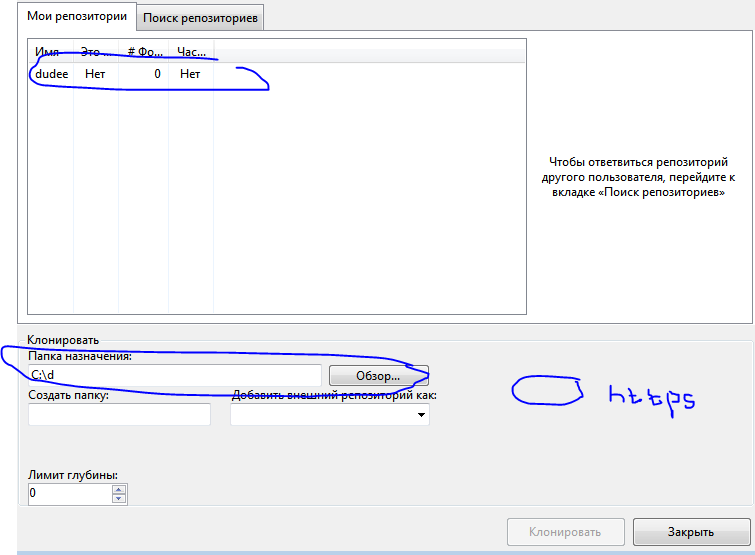 Мои репозитории Поиск репозиториев
Имя Это ... # Фо... Час...
dudee Нет 0 Нет
Чтобы ответвиться репозиторий
другого пользователя, перейдите к
вкладке «Поиск репозиториев»
Клонировать
Папка назначения:
C:\d Обзор...
Создать папку: Добавить внешний репозиторий как:
https
Лимит глубины:
0
Клонировать Закрыть